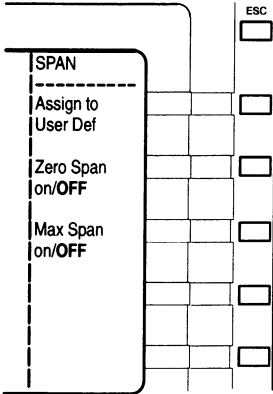 ESC
SPAN
Assign to
User Def
Zero Span
on/OFF
Max Span
on/OFF